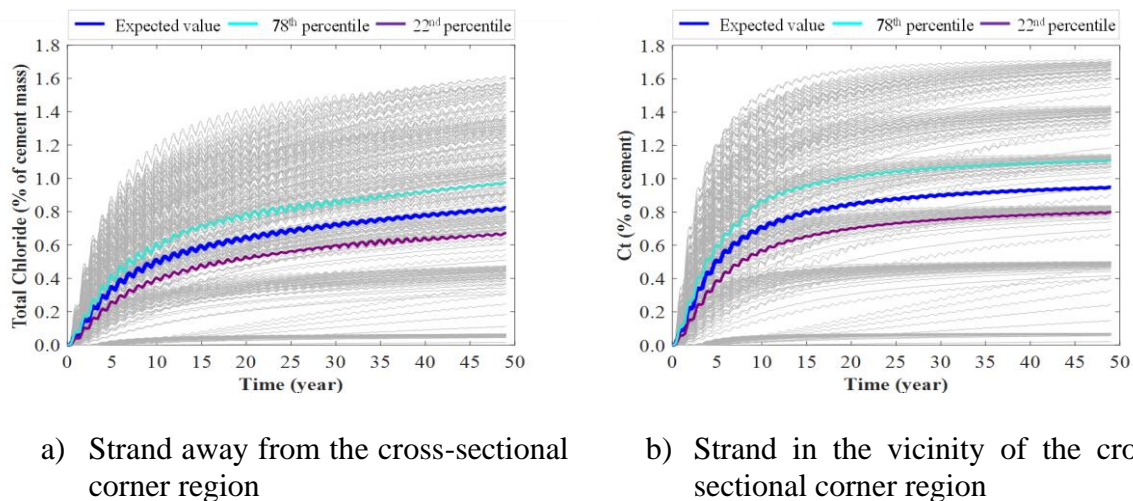 Expected value 78th percentile 22nd percentile
1.8
1.6
1.4
1.2
1.0
0.8
0.6
0.4
0.2
0.0
Total Chloride (% of cement mass)
0 5 10 15 20 25 30 35 40 45 50
Time (year)
a) Strand away from the cross-sectional
corner region
Expected value 78th percentile 22nd percentile
1.8
1.6
1.4
1.2
1.0
0.8
0.6
0.4
0.2
0.0
Ct (% of cement)
0 5 10 15 20 25 30 35 40 45 50
Time (year)
b) Strand in the vicinity of the cro
sectional corner region